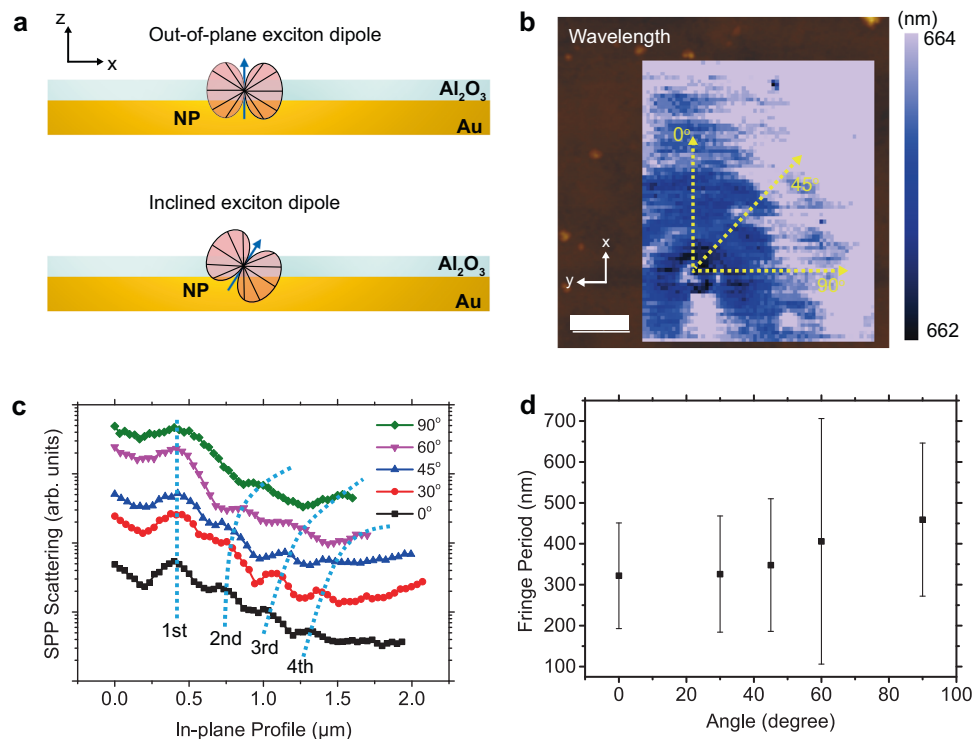 a
z
x
Out-of-plane exciton dipole
NP
Al2O3
Au
Inclined exciton dipole
NP
Al2O3
Au
b
(nm)
Wavelength
664
0°
45°
x
y
90°
662
c
SPP Scattering (arb. units)
90°
60°
45°
30°
0°
1st
2nd
3rd
4th
0.0 0.5 1.0 1.5 2.0
In-plane Profile (μm)
d
Fringe Period (nm)
700
600
500
400
300
200
100
0 20 40 60 80 100
Angle (degree)